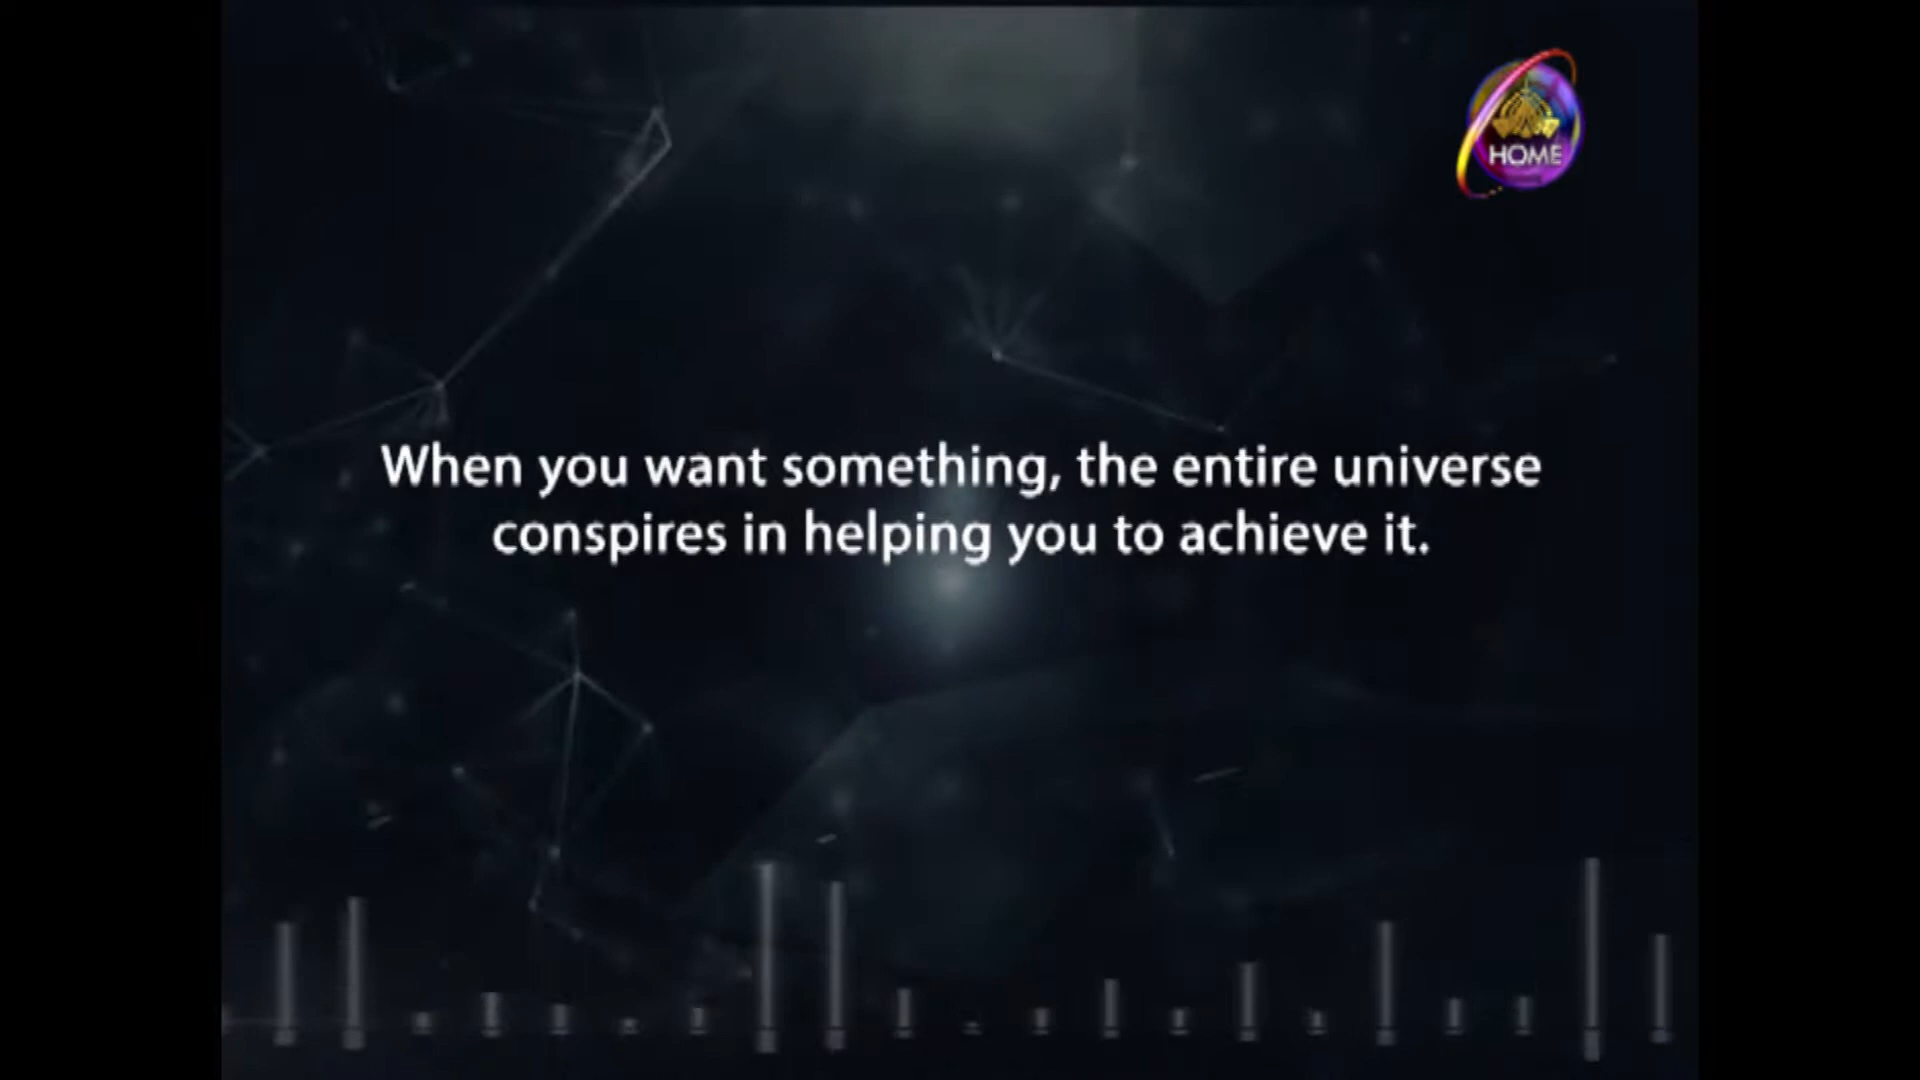 HOME
When you want something, the entire universe
conspires in helping you to achieve it.